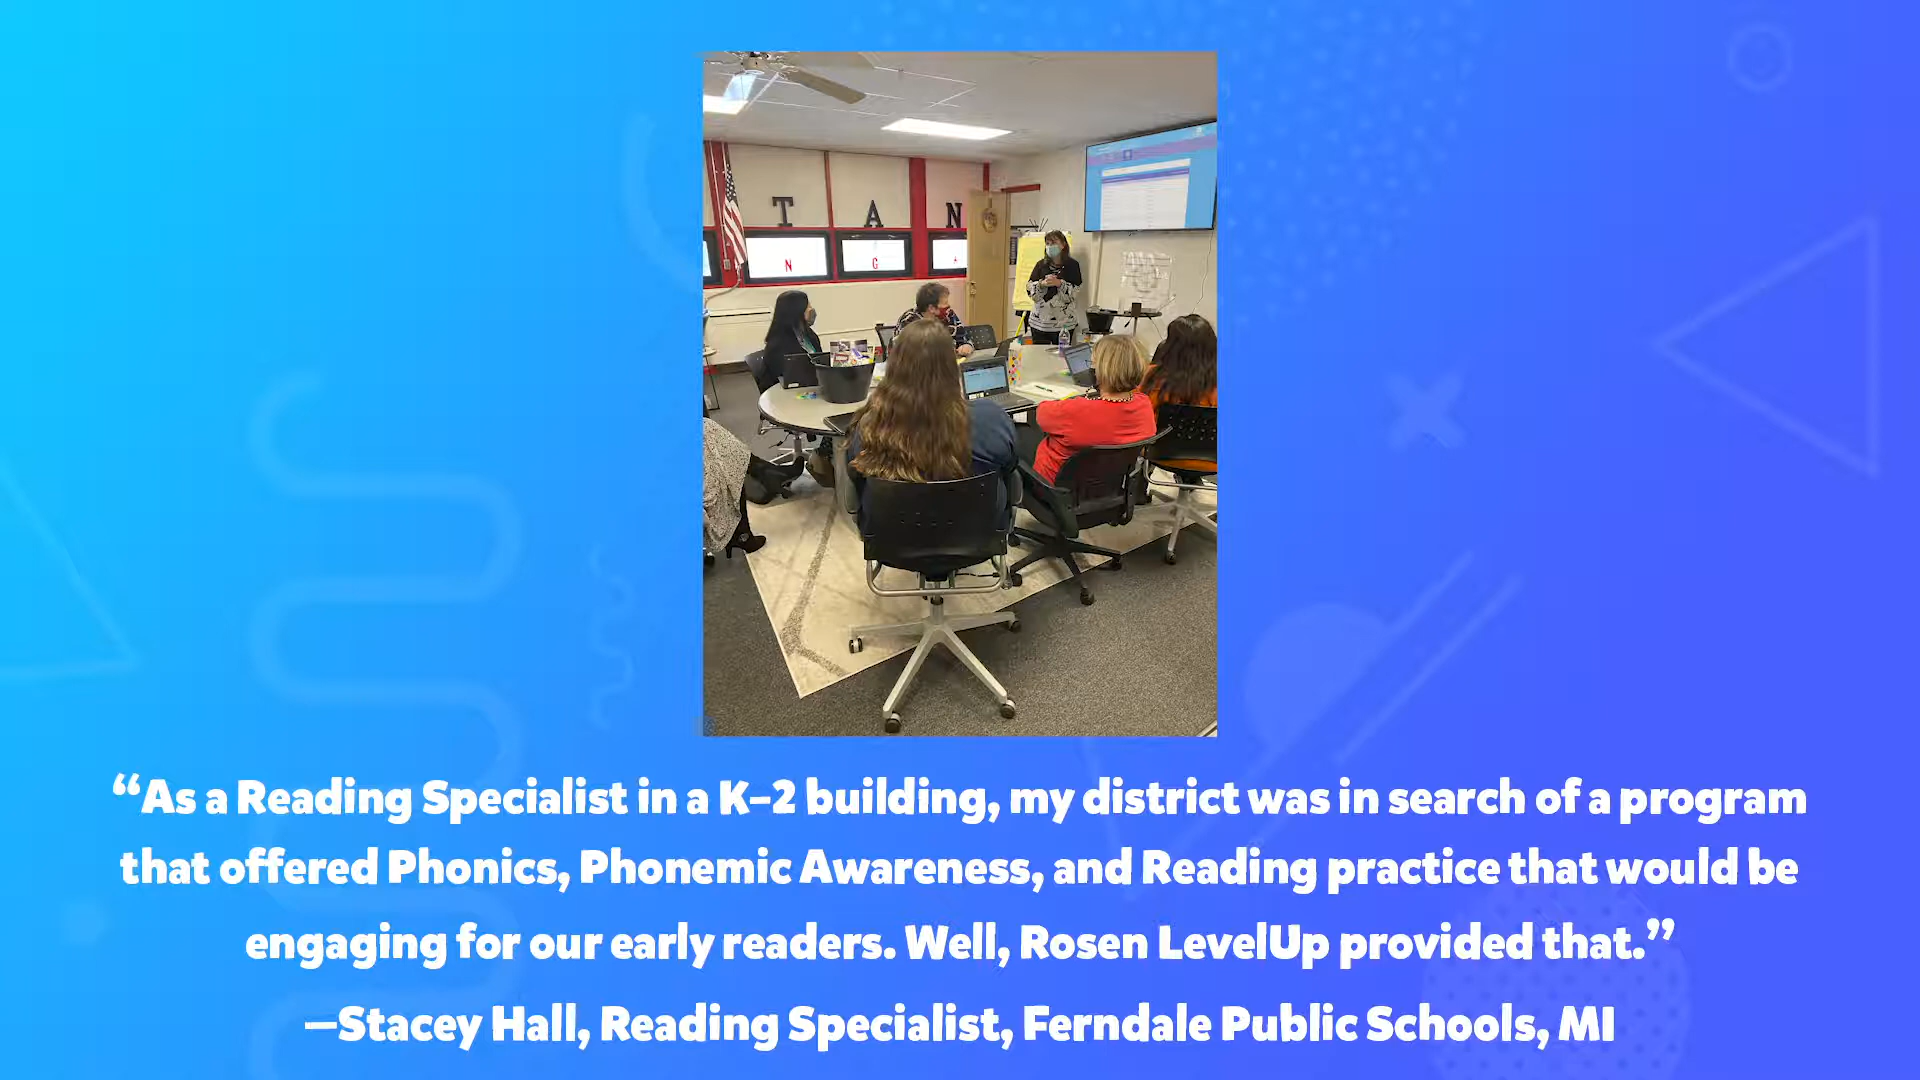 T A N
N G
“As a Reading Specialist in a K–2 building, my district was in search of a program
that offered Phonics, Phonemic Awareness, and Reading practice that would be
engaging for our early readers. Well, Rosen LevelUp provided that.”
—Stacey Hall, Reading Specialist, Ferndale Public Schools, MI